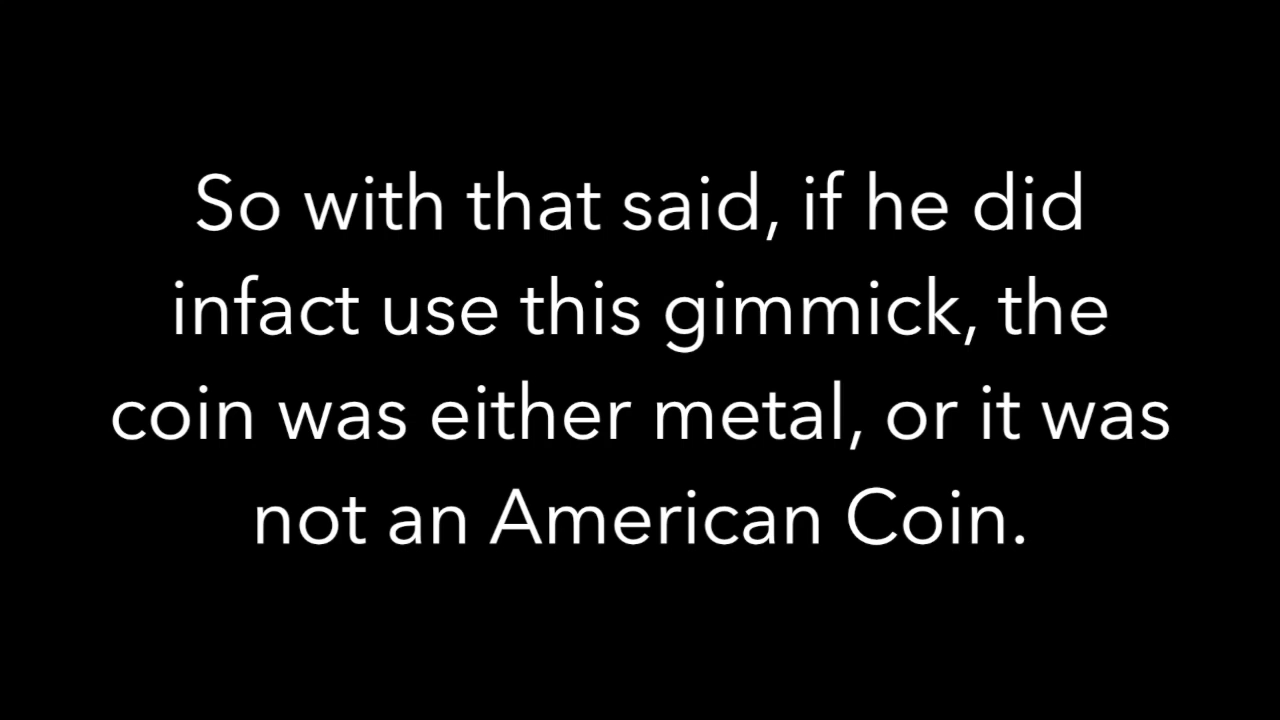 So with that said, if he did
infact use this gimmick, the
coin was either metal, or it was
not an American Coin.